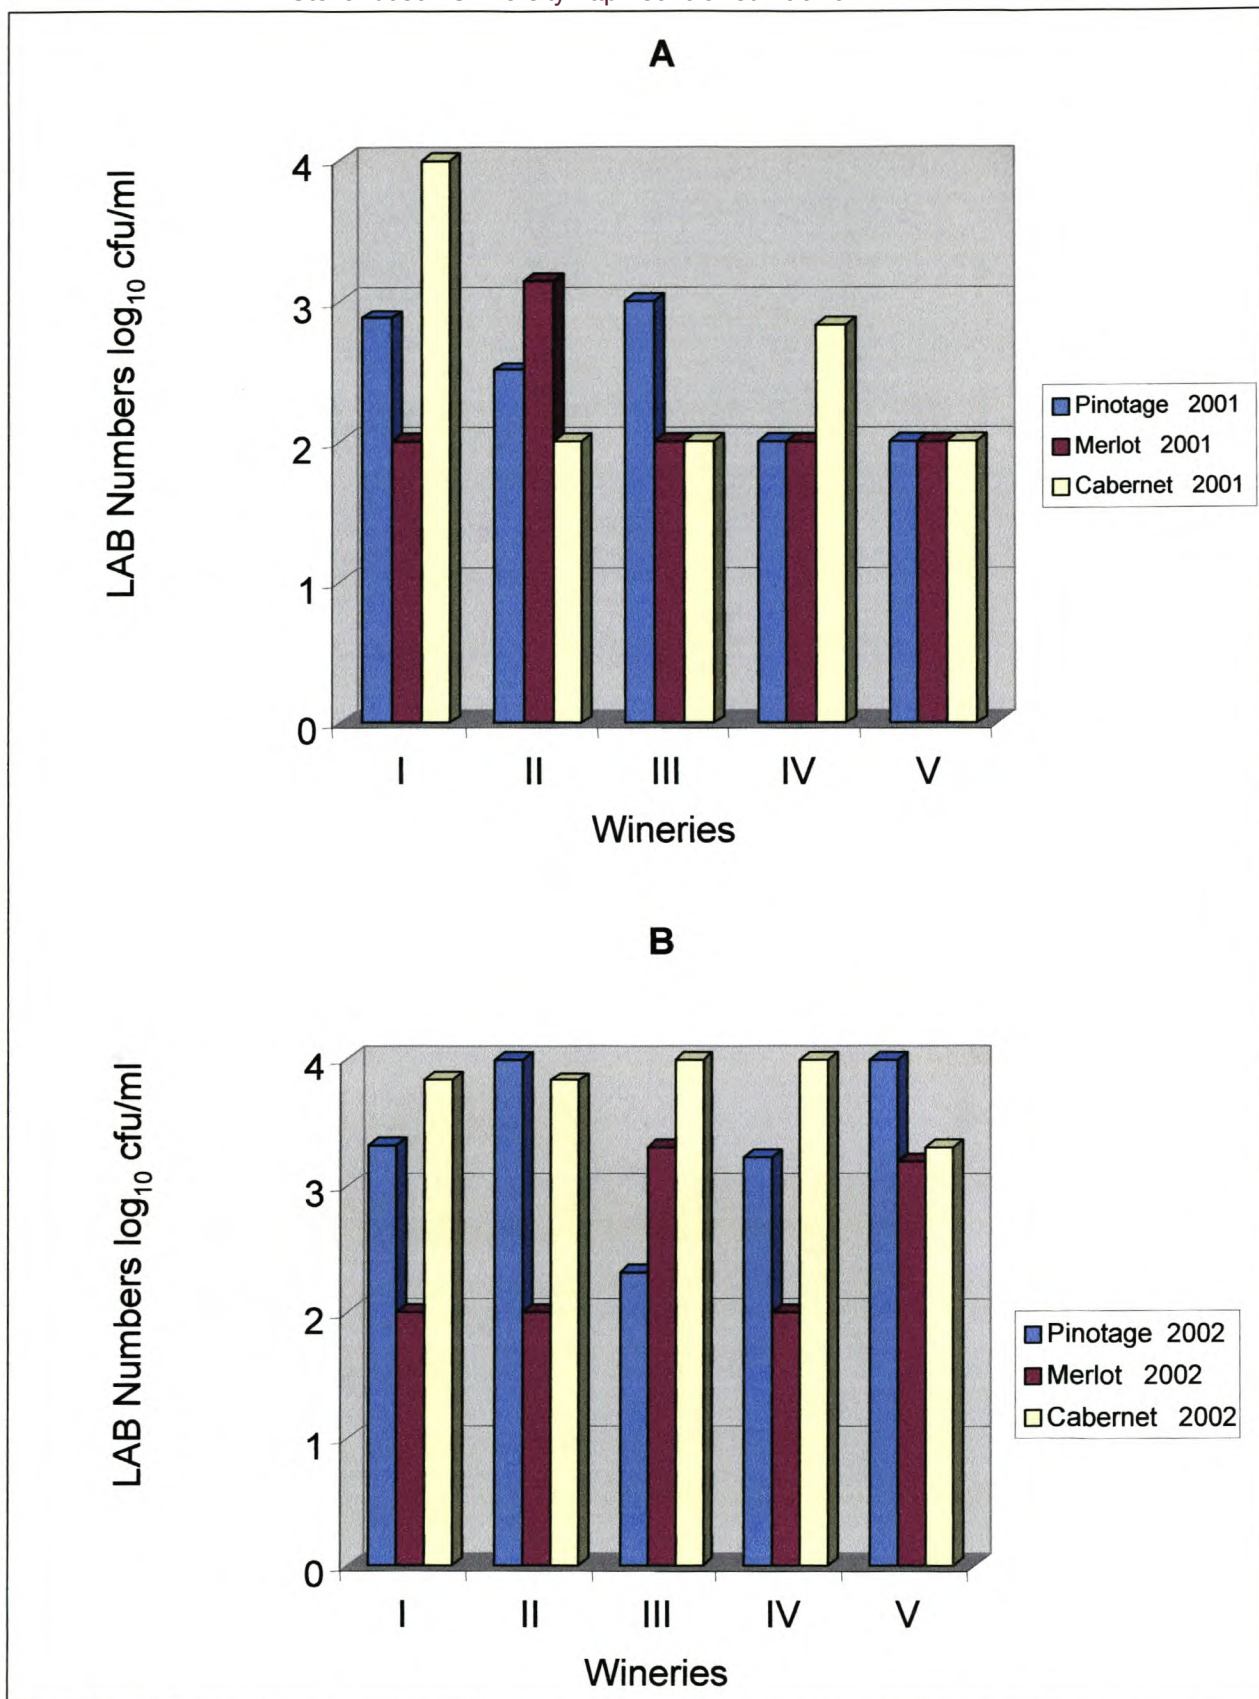 A
LAB Numbers log₁₀ cfu/ml
4
3
2
1
0
I II III IV V
Wineries
Pinotage 2001
Merlot 2001
Cabernet 2001
B
LAB Numbers log₁₀ cfu/ml
4
3
2
1
0
I II III IV V
Wineries
Pinotage 2002
Merlot 2002
Cabernet 2002